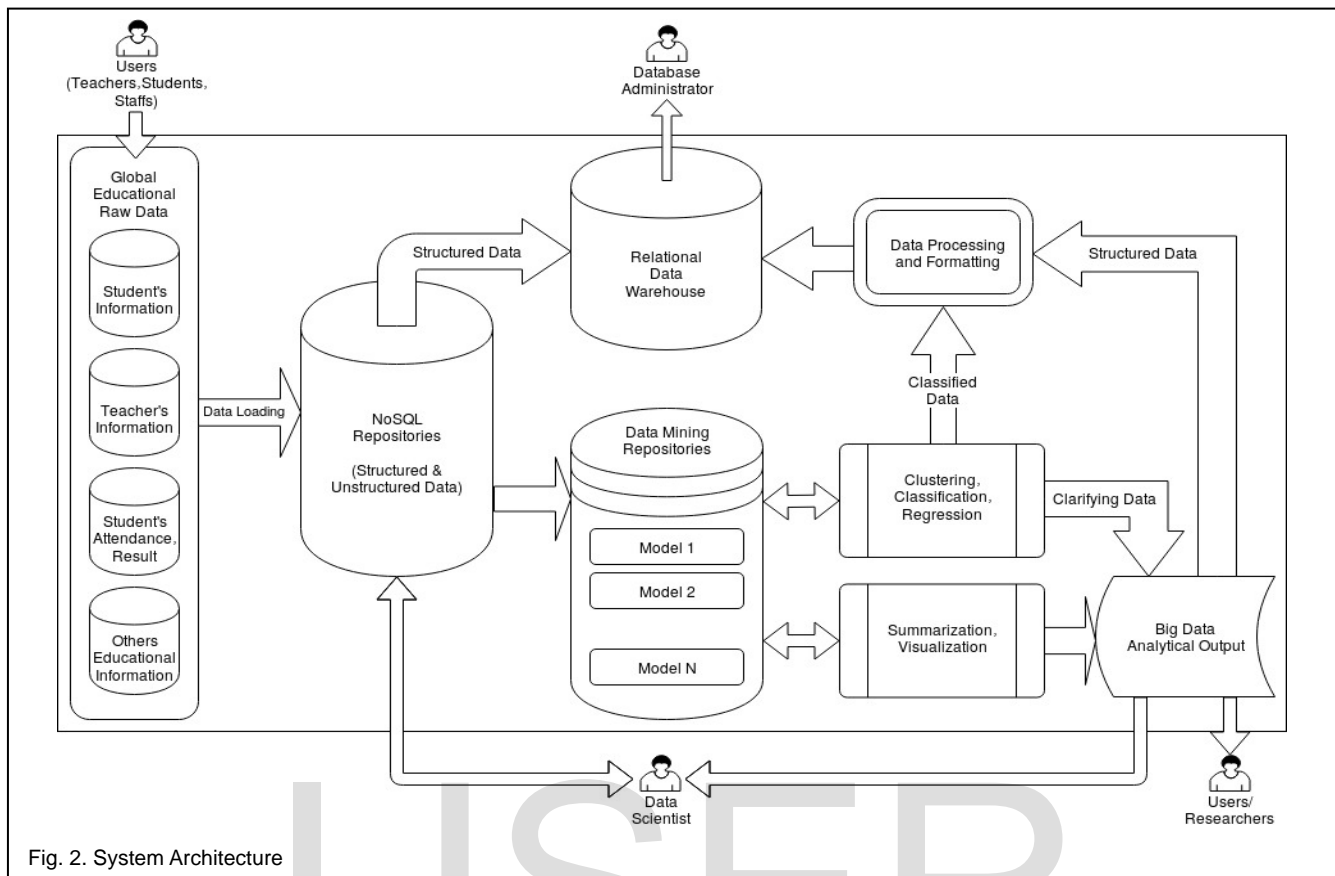 Users
(Teachers,Students,
Staffs)
Database
Administrator
Global
Educational
Raw Data
Student's
Information
Teacher's
Information
Student's
Attendance,
Result
Others
Educational
Information
Data Loading
NoSQL
Repositories
(Structured &
Unstructured Data)
Structured Data
Relational
Data
Warehouse
Data Processing
and Formatting
Structured Data
Classified
Data
Data Mining
Repositories
Model 1
Model 2
Model N
Clustering,
Classification,
Regression
Clarifying Data
Summarization,
Visualization
Big Data
Analytical Output
Data
Scientist
Users/
Researchers
Fig. 2. System Architecture